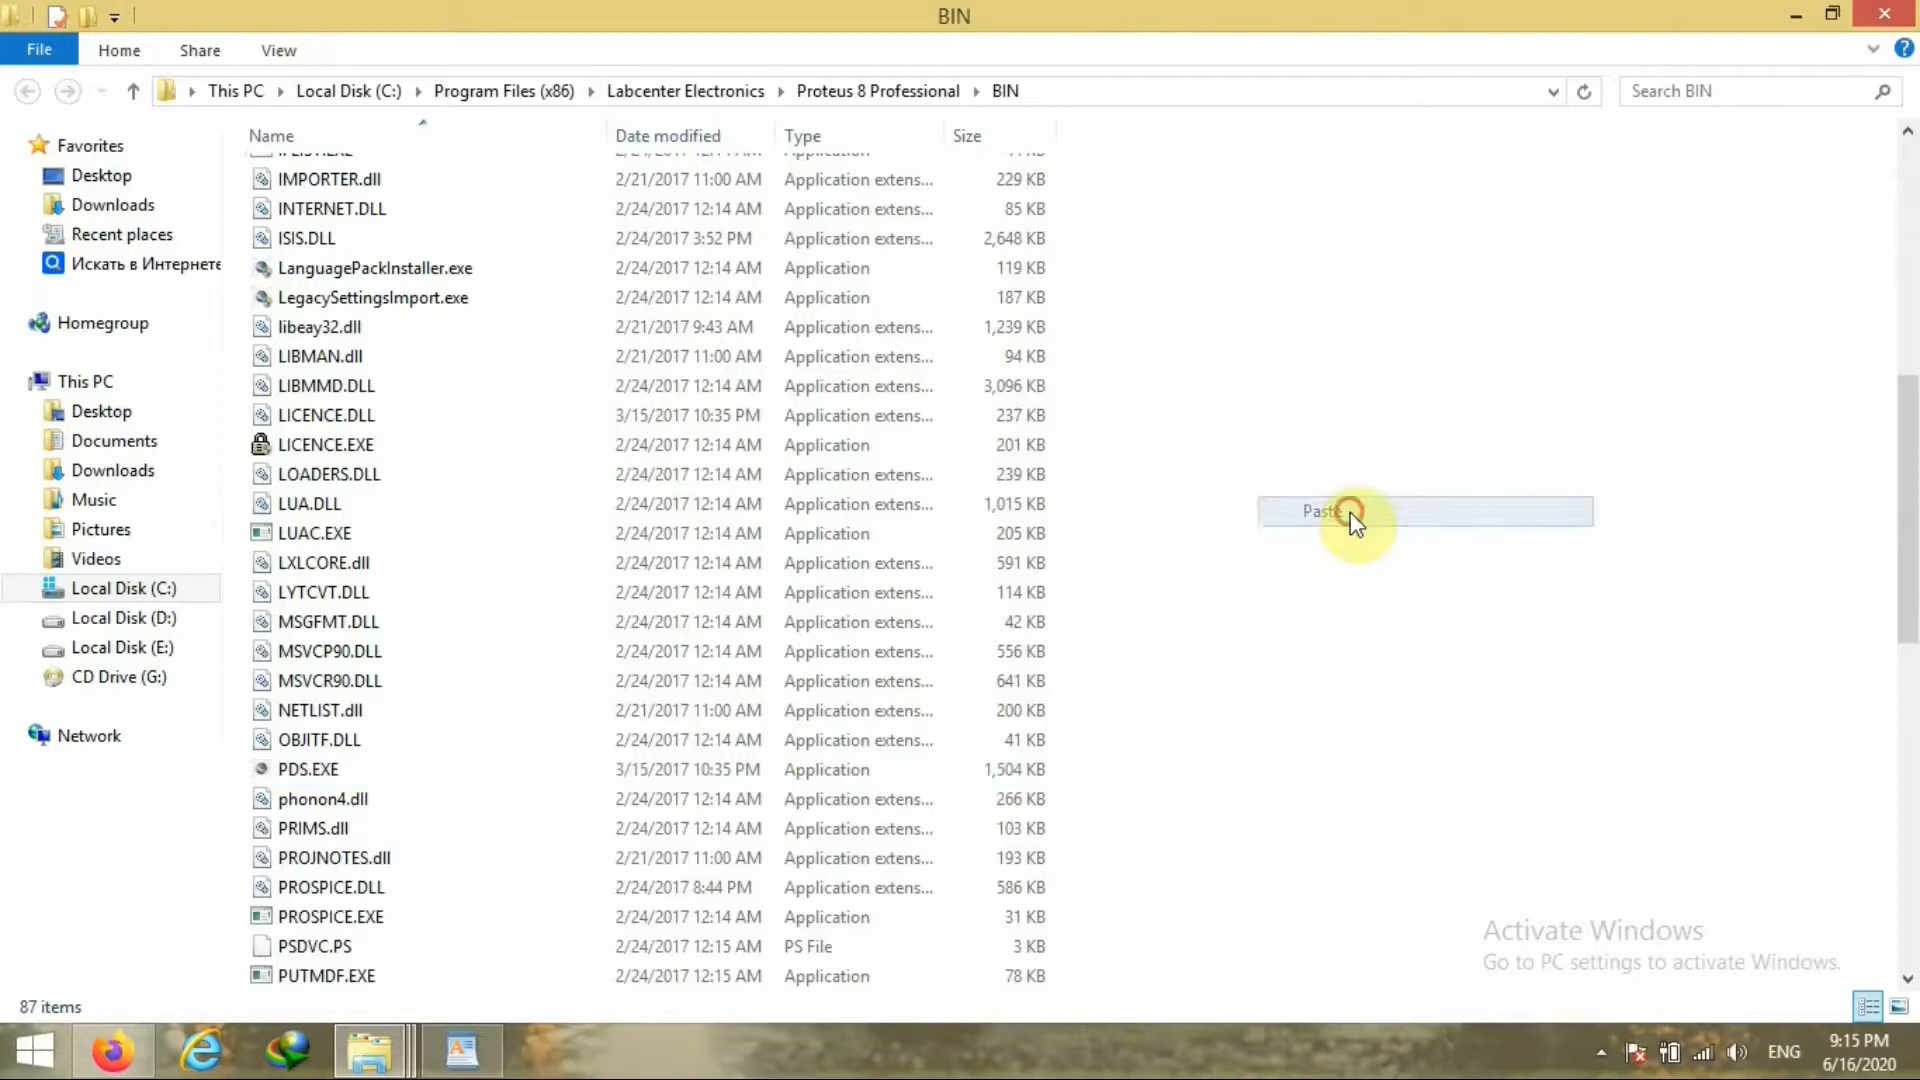 BIN
File Home Share View
This PC Local Disk (C:) Program Files (x86) Labcenter Electronics Proteus 8 Professional BIN
Search BIN
Favorites
Desktop
Downloads
Recent places
Искать в Интернете
Homegroup
This PC
Desktop
Documents
Downloads
Music
Pictures
Videos
Local Disk (C:)
Local Disk (D:)
Local Disk (E:)
CD Drive (G:)
Network
Name Date modified Type Size
IMPORTER.dll 2/21/2017 11:00 AM Application extens... 229 KB
INTERNET.DLL 2/24/2017 12:14 AM Application extens... 85 KB
ISIS.DLL 2/24/2017 3:52 PM Application extens... 2,648 KB
LanguagePackInstaller.exe 2/24/2017 12:14 AM Application 119 KB
LegacySettingsImport.exe 2/24/2017 12:14 AM Application 187 KB
libeay32.dll 2/21/2017 9:43 AM Application extens... 1,239 KB
LIBMAN.dll 2/21/2017 11:00 AM Application extens... 94 KB
LIBMMD.DLL 2/24/2017 12:14 AM Application extens... 3,096 KB
LICENCE.DLL 3/15/2017 10:35 PM Application extens... 237 KB
LICENCE.EXE 2/24/2017 12:14 AM Application 201 KB
LOADERS.DLL 2/24/2017 12:14 AM Application extens... 239 KB
LUA.DLL 2/24/2017 12:14 AM Application extens... 1,015 KB
LUAC.EXE 2/24/2017 12:14 AM Application 205 KB
LXLCORE.dll 2/24/2017 12:14 AM Application extens... 591 KB
LYTCVT.DLL 2/24/2017 12:14 AM Application extens... 114 KB
MSGFMT.DLL 2/24/2017 12:14 AM Application extens... 42 KB
MSVCP90.DLL 2/24/2017 12:14 AM Application extens... 556 KB
MSVCR90.DLL 2/24/2017 12:14 AM Application extens... 641 KB
NETLIST.dll 2/21/2017 11:00 AM Application extens... 200 KB
OBJITF.DLL 2/24/2017 12:14 AM Application extens... 41 KB
PDS.EXE 3/15/2017 10:35 PM Application 1,504 KB
phonon4.dll 2/24/2017 12:14 AM Application extens... 266 KB
PRIMS.dll 2/24/2017 12:14 AM Application extens... 103 KB
PROJNOTES.dll 2/21/2017 11:00 AM Application extens... 193 KB
PROSPICE.DLL 2/24/2017 8:44 PM Application extens... 586 KB
PROSPICE.EXE 2/24/2017 12:14 AM Application 31 KB
PSDVC.PS 2/24/2017 12:15 AM PS File 3 KB
PUTMDF.EXE 2/24/2017 12:15 AM Application 78 KB
Paste
Activate Windows
Go to PC settings to activate Windows.
87 items
ENG
9:15 PM
6/16/2020